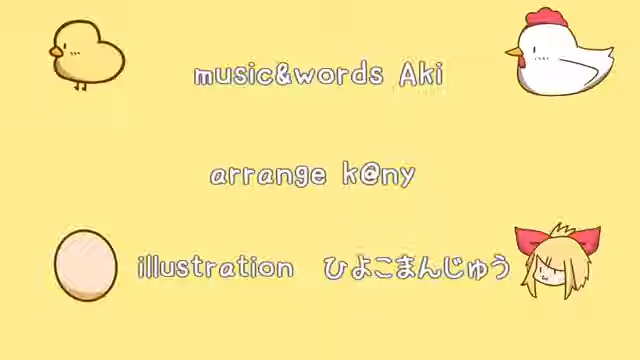 music&words Aki
arrange k@ny
illustration ひよこまんじゅう